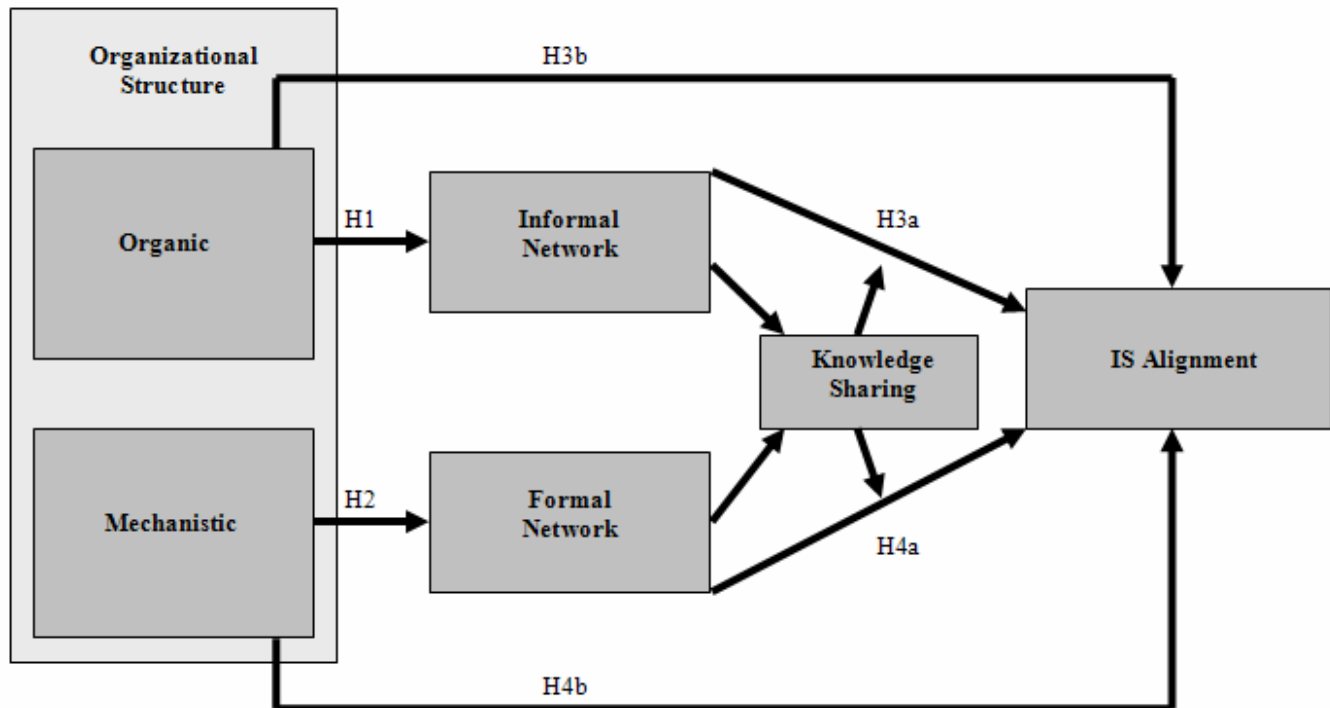 Organizational
Structure
H3b
Organic
H1
Informal
Network
H3a
Knowledge
Sharing
IS Alignment
Mechanistic
H2
Formal
Network
H4a
H4b